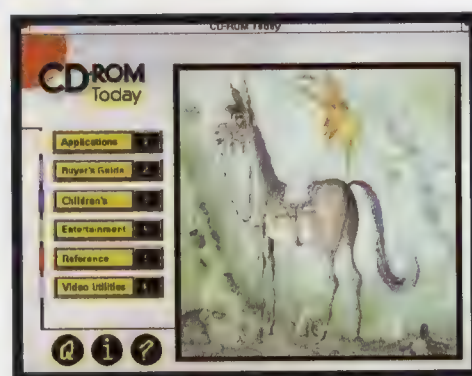 CD-ROM Today
CD-ROM
Today
Applications
Buyer's Guide
Children's
Entertainment
Reference
Video Utilities
Q i ?